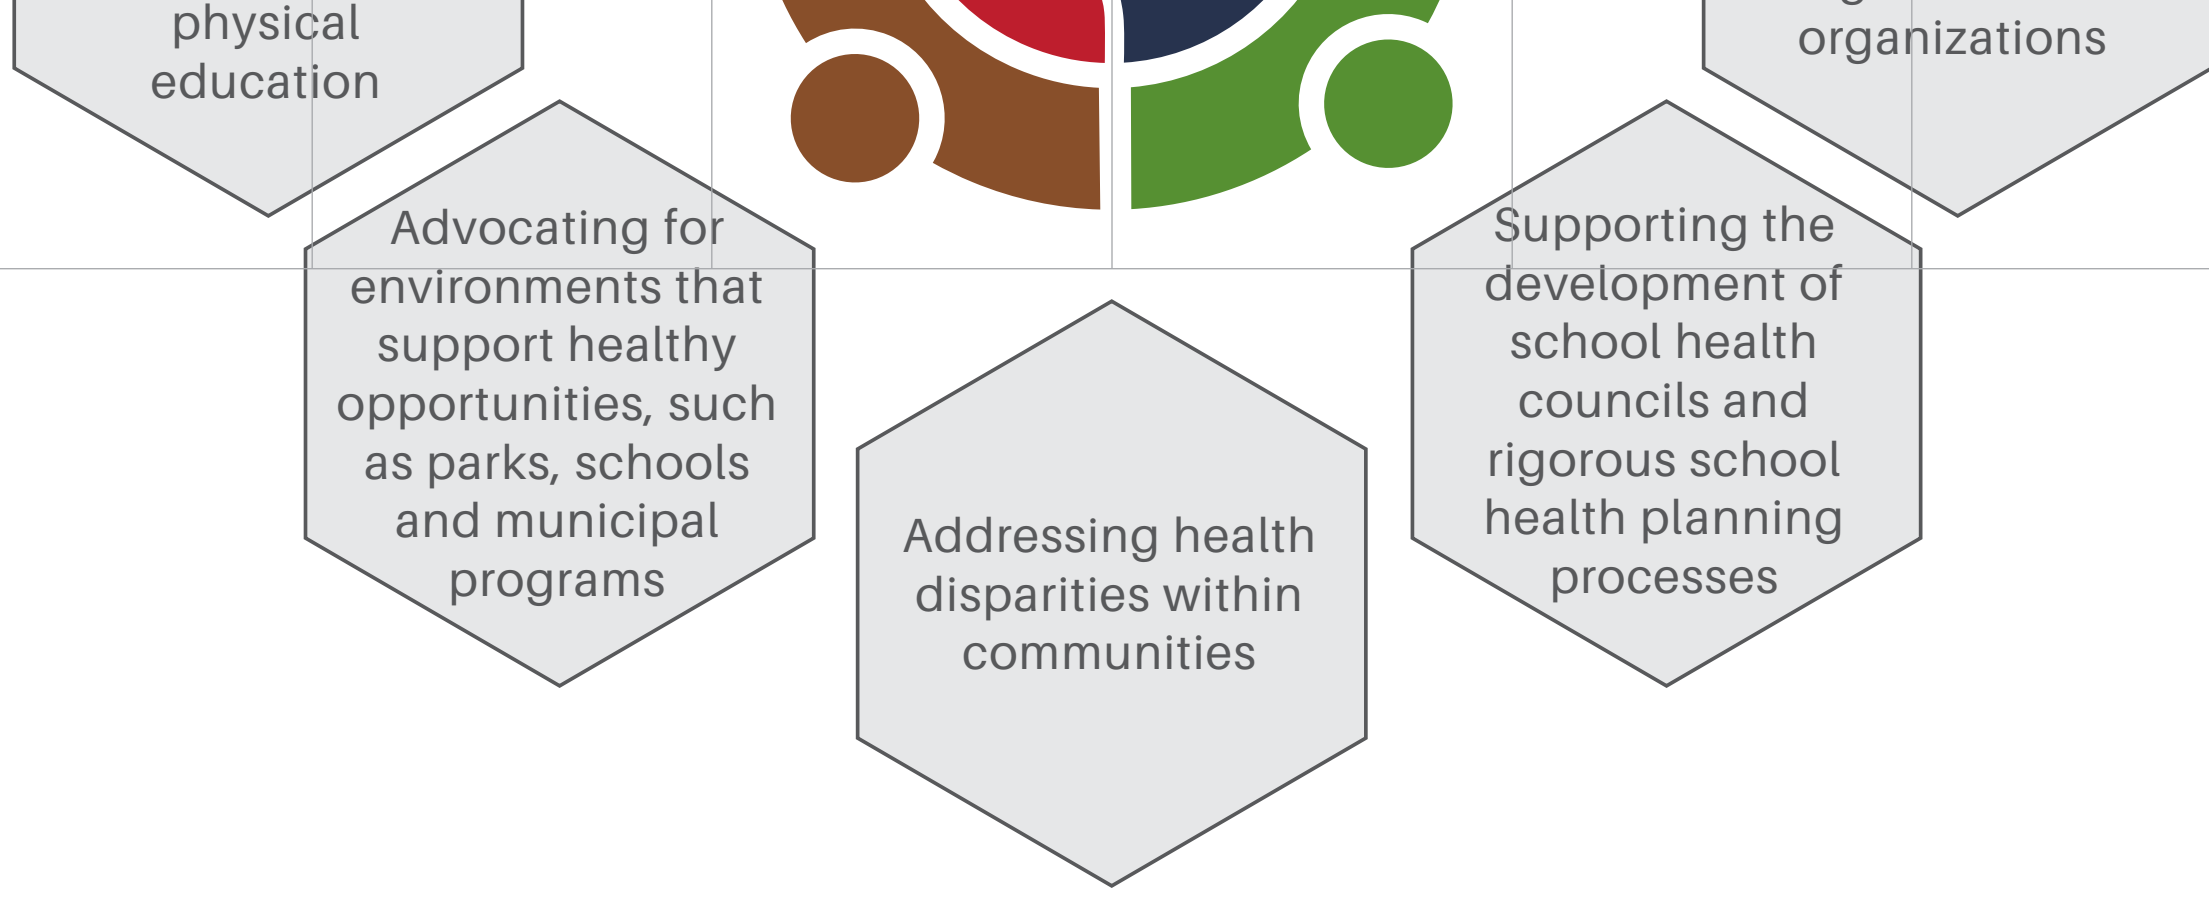 physical
education
organizations
Advocating for
environments that
support healthy
opportunities, such
as parks, schools
and municipal
programs
Addressing health
disparities within
communities
Supporting the
development of
school health
councils and
rigorous school
health planning
processes